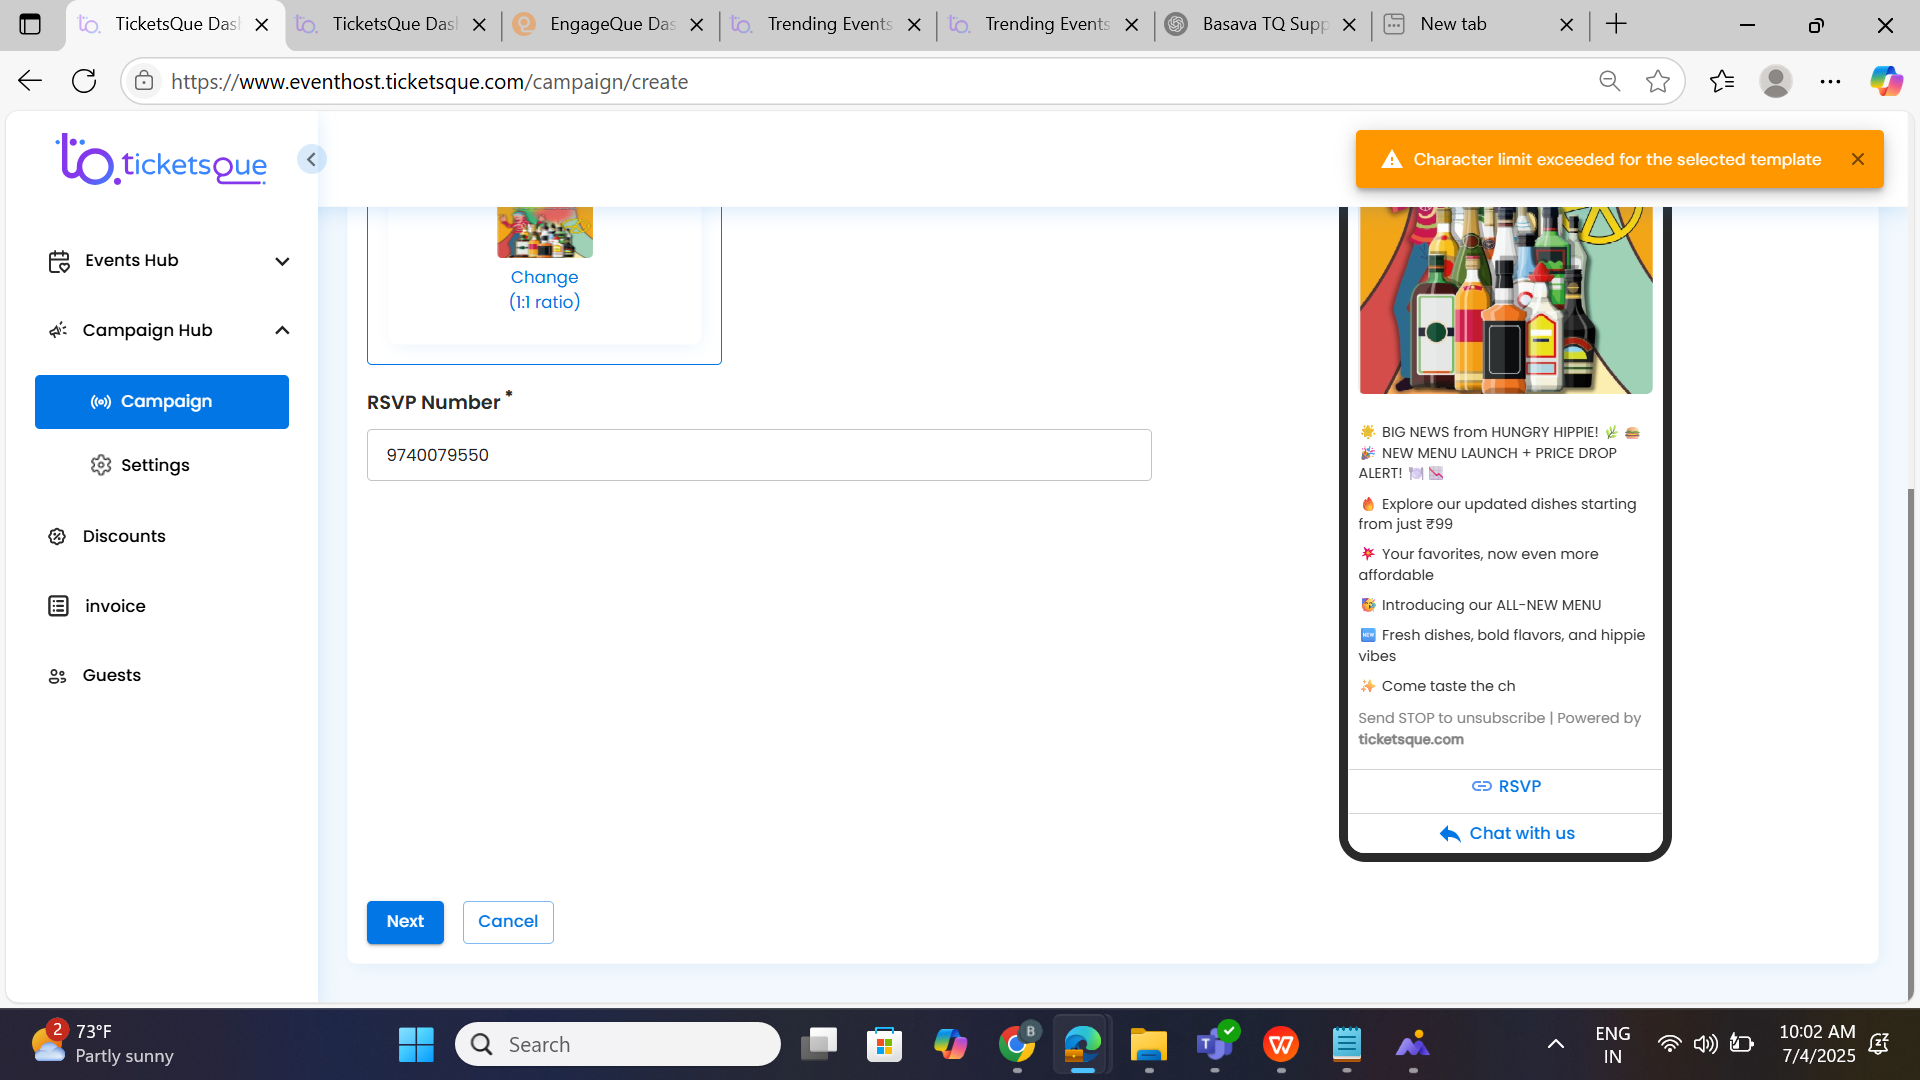 TicketsQue Dasl
TicketsQue Dasl
EngageQue Das
Trending Events
Trending Events
Basava TQ Supp
New tab
https://www.eventhost.ticketsque.com/campaign/create
ticketsque
Character limit exceeded for the selected template
Events Hub
Campaign Hub
Campaign
Settings
Discounts
invoice
Guests
Change
(1:1 ratio)
RSVP Number *
9740079550
Next
Cancel
BIG NEWS from HUNGRY HIPPIE!
NEW MENU LAUNCH + PRICE DROP
ALERT!
Explore our updated dishes starting
from just ₹99
Your favorites, now even more
affordable
Introducing our ALL-NEW MENU
Fresh dishes, bold flavors, and hippie
vibes
Come taste the ch
Send STOP to unsubscribe | Powered by
ticketsque.com
RSVP
Chat with us
2
73°F
Partly sunny
Search
B
ENG
IN
10:02 AM
7/4/2025